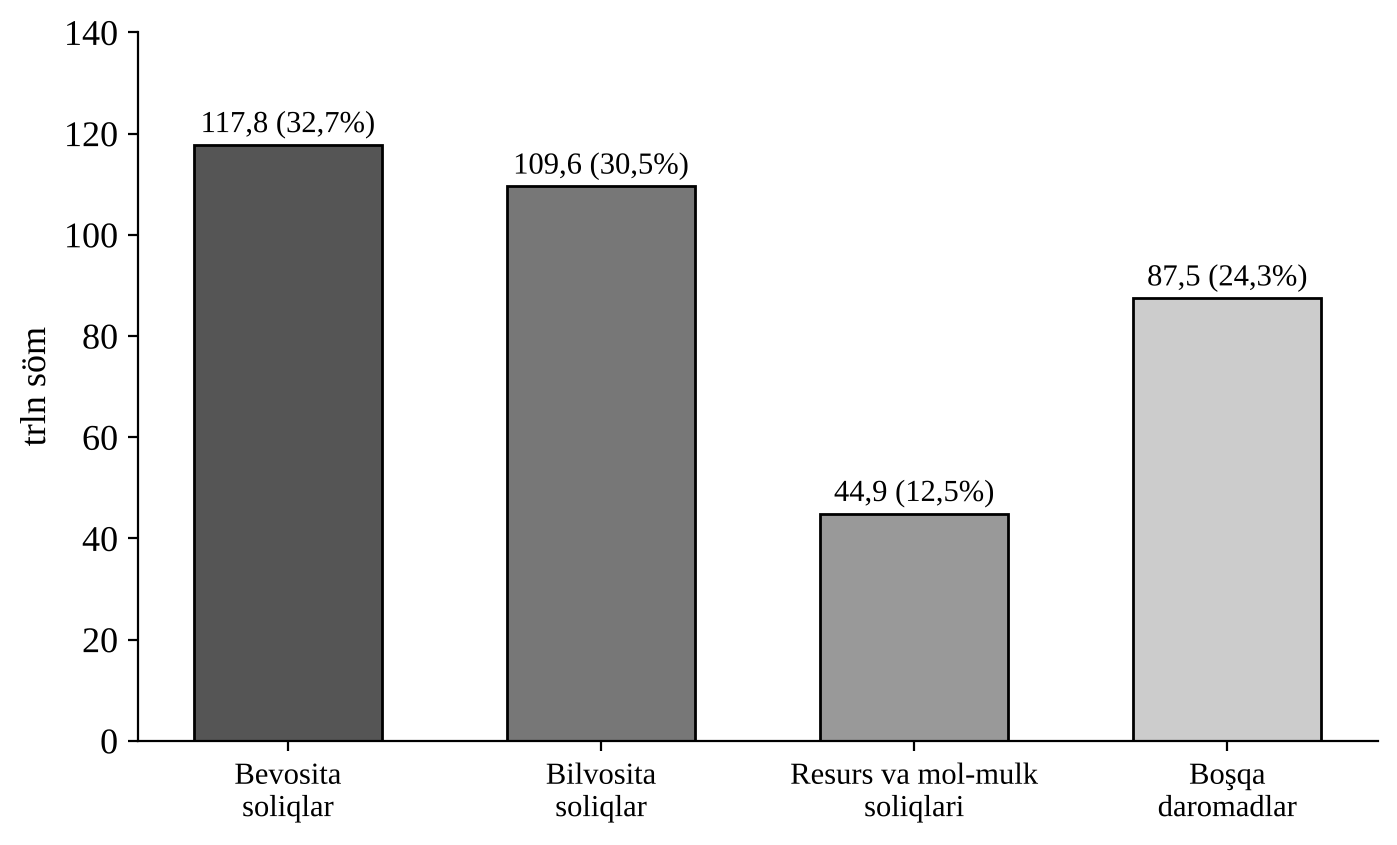 140
120
100
80
60
40
20
0
trln söm
117,8 (32,7%)
109,6 (30,5%)
44,9 (12,5%)
87,5 (24,3%)
Bevosita
soliqlar
Bilvosita
soliqlar
Resurs va mol-mulk
soliqlari
Boşqa
daromadlar